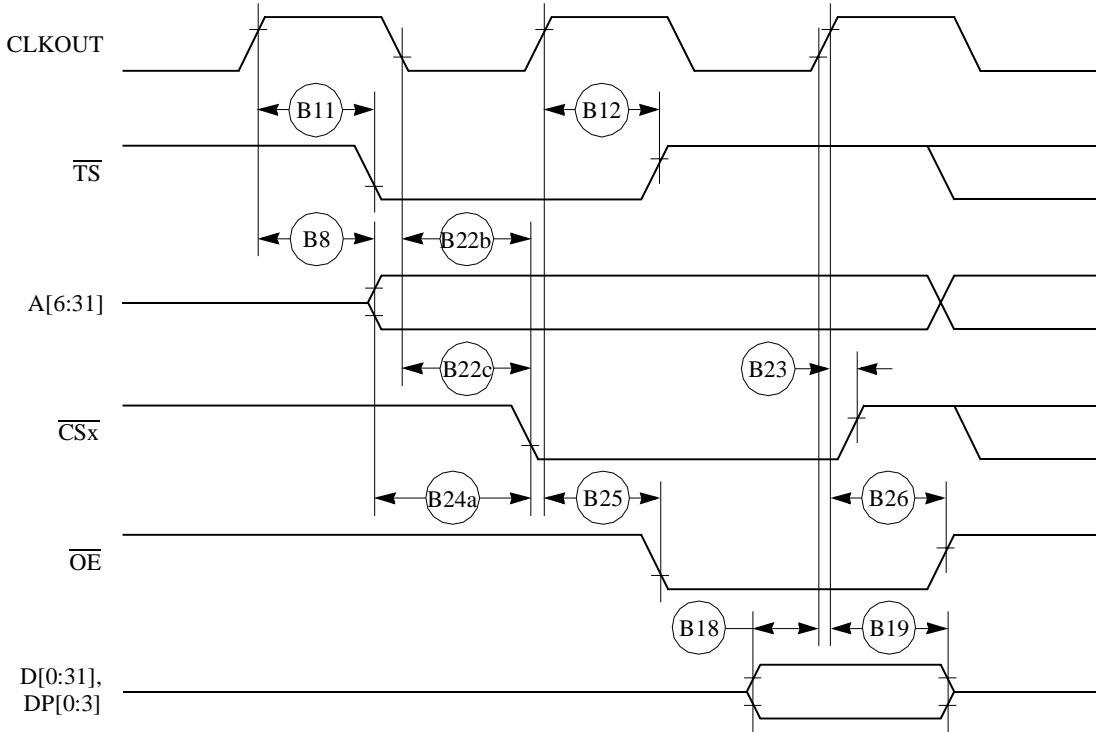 CLKOUT
B11
B12
TS
B8
B22b
A[6:31]
B22c
B23
CSx
B24a
B25
B26
OE
B18
B19
D[0:31],
DP[0:3]